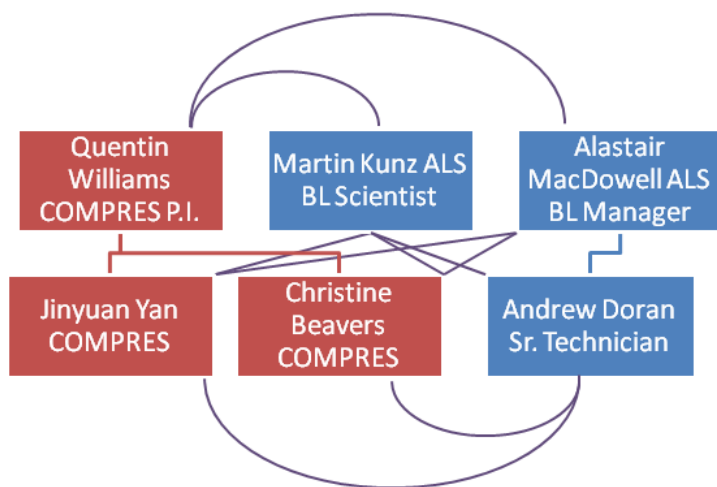 Quentin
Williams
COMPRES P.I.
Martin Kunz ALS
BL Scientist
Alastair
MacDowell ALS
BL Manager
Jinyuan Yan
COMPRES
Christine
Beavers
COMPRES
Andrew Doran
Sr. Technician